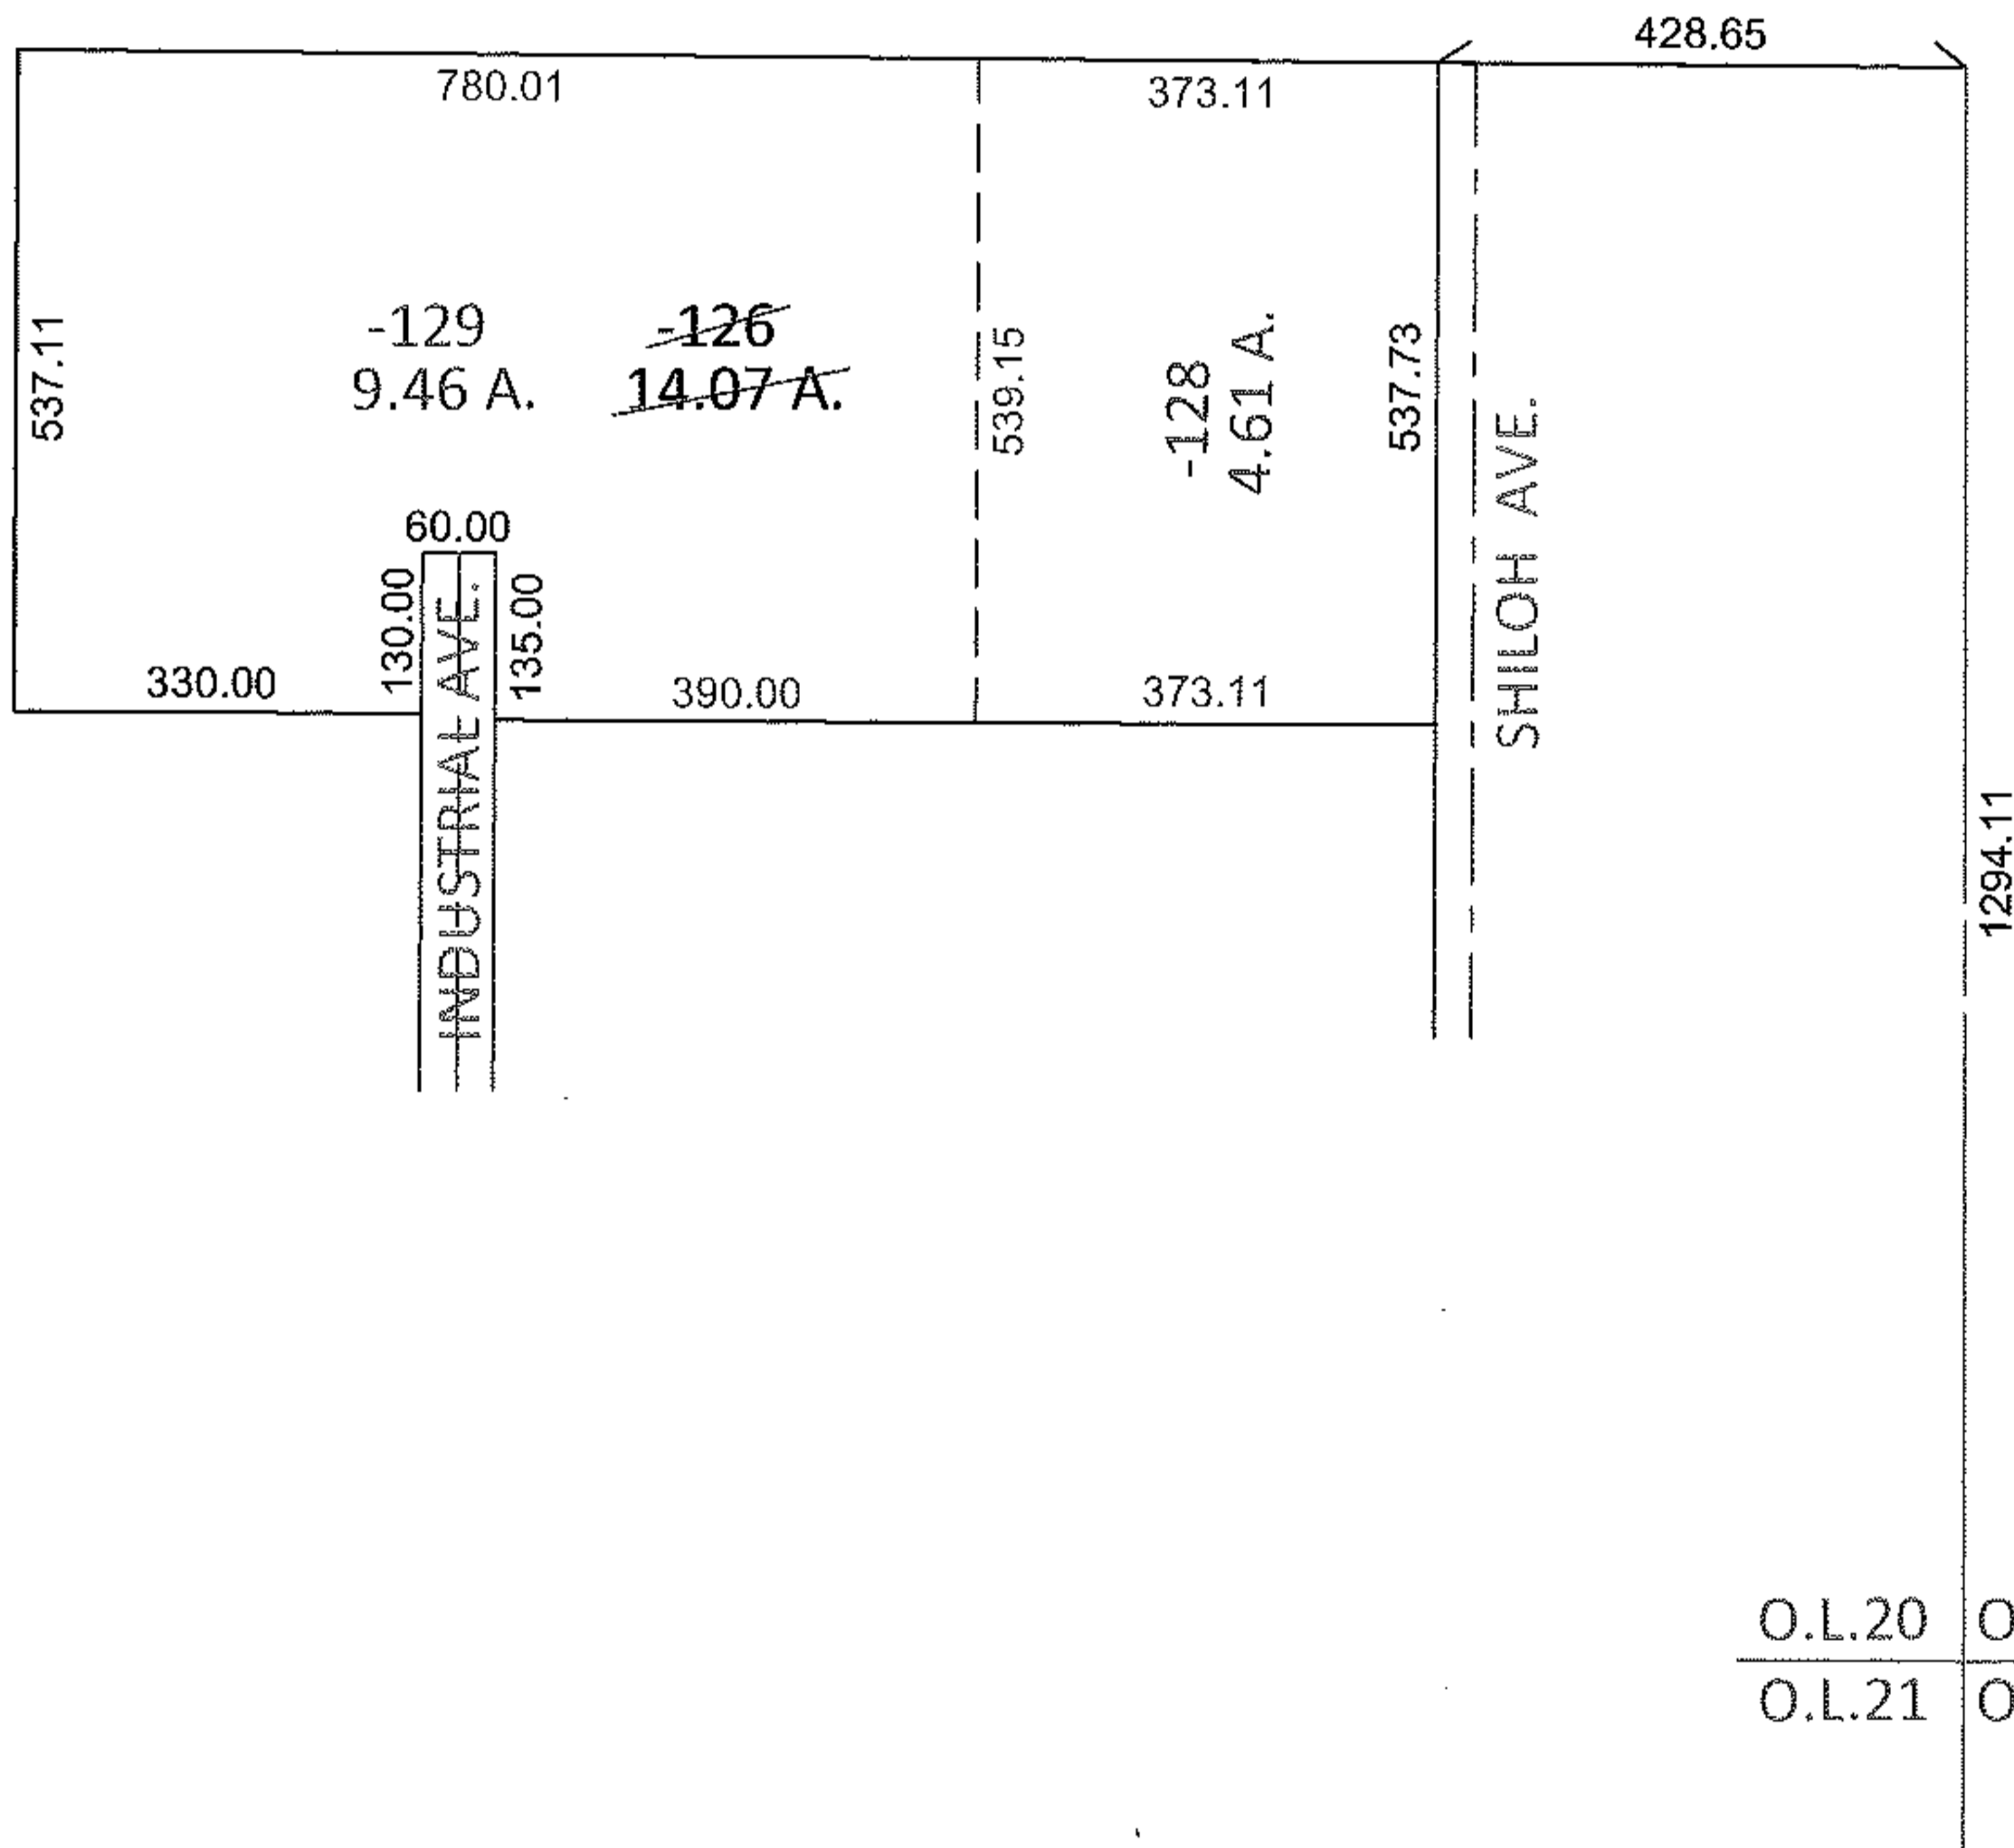 428.65
780.01
373.11
537.11
-129
9.46 A.
-126
14.07 A.
539.15
-128
4.61 A.
537.73
SHILOH AVE.
60.00
130.00
135.00
INDUSTRIAL AVE.
330.00
390.00
373.11
1294.11
O.L.20
O
O.L.21
O